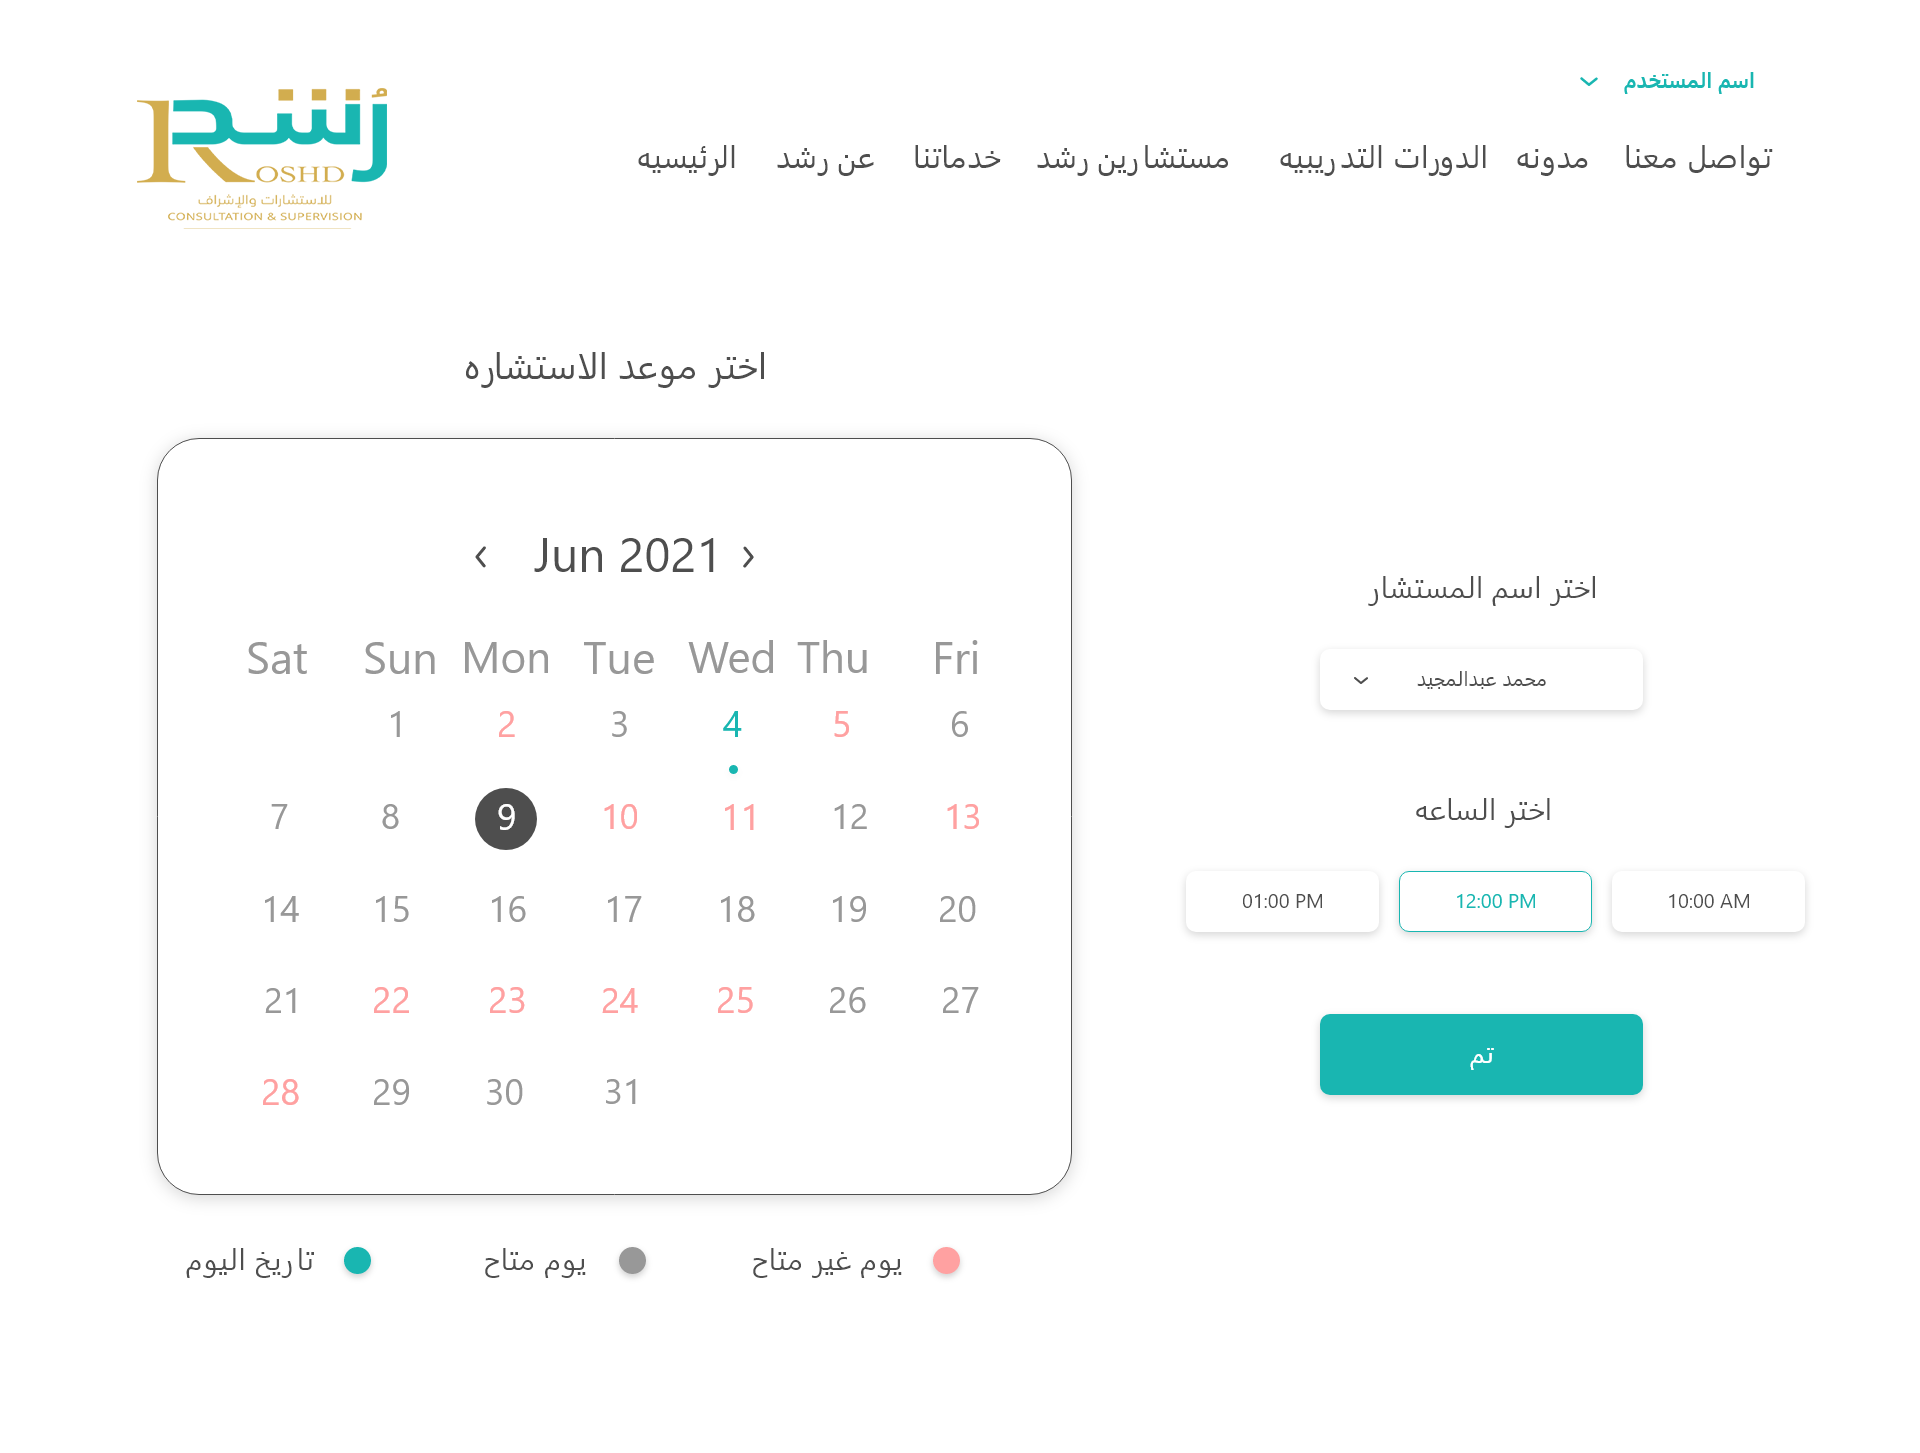 رُشد
ROSHD
للاستشارات والإشراف
CONSULTATION & SUPERVISION
اسم المستخدم
الرئيسيه عن رشد خدماتنا مستشارين رشد الدورات التدريبيه مدونه تواصل معنا
اختر موعد الاستشاره
Jun 2021
Sat Sun Mon Tue Wed Thu Fri
1 2 3 4 5 6
7 8 9 10 11 12 13
14 15 16 17 18 19 20
21 22 23 24 25 26 27
28 29 30 31
تاريخ اليوم
يوم متاح
يوم غير متاح
اختر اسم المستشار
محمد عبدالمجيد
اختر الساعه
01:00 PM 12:00 PM 10:00 AM
تم